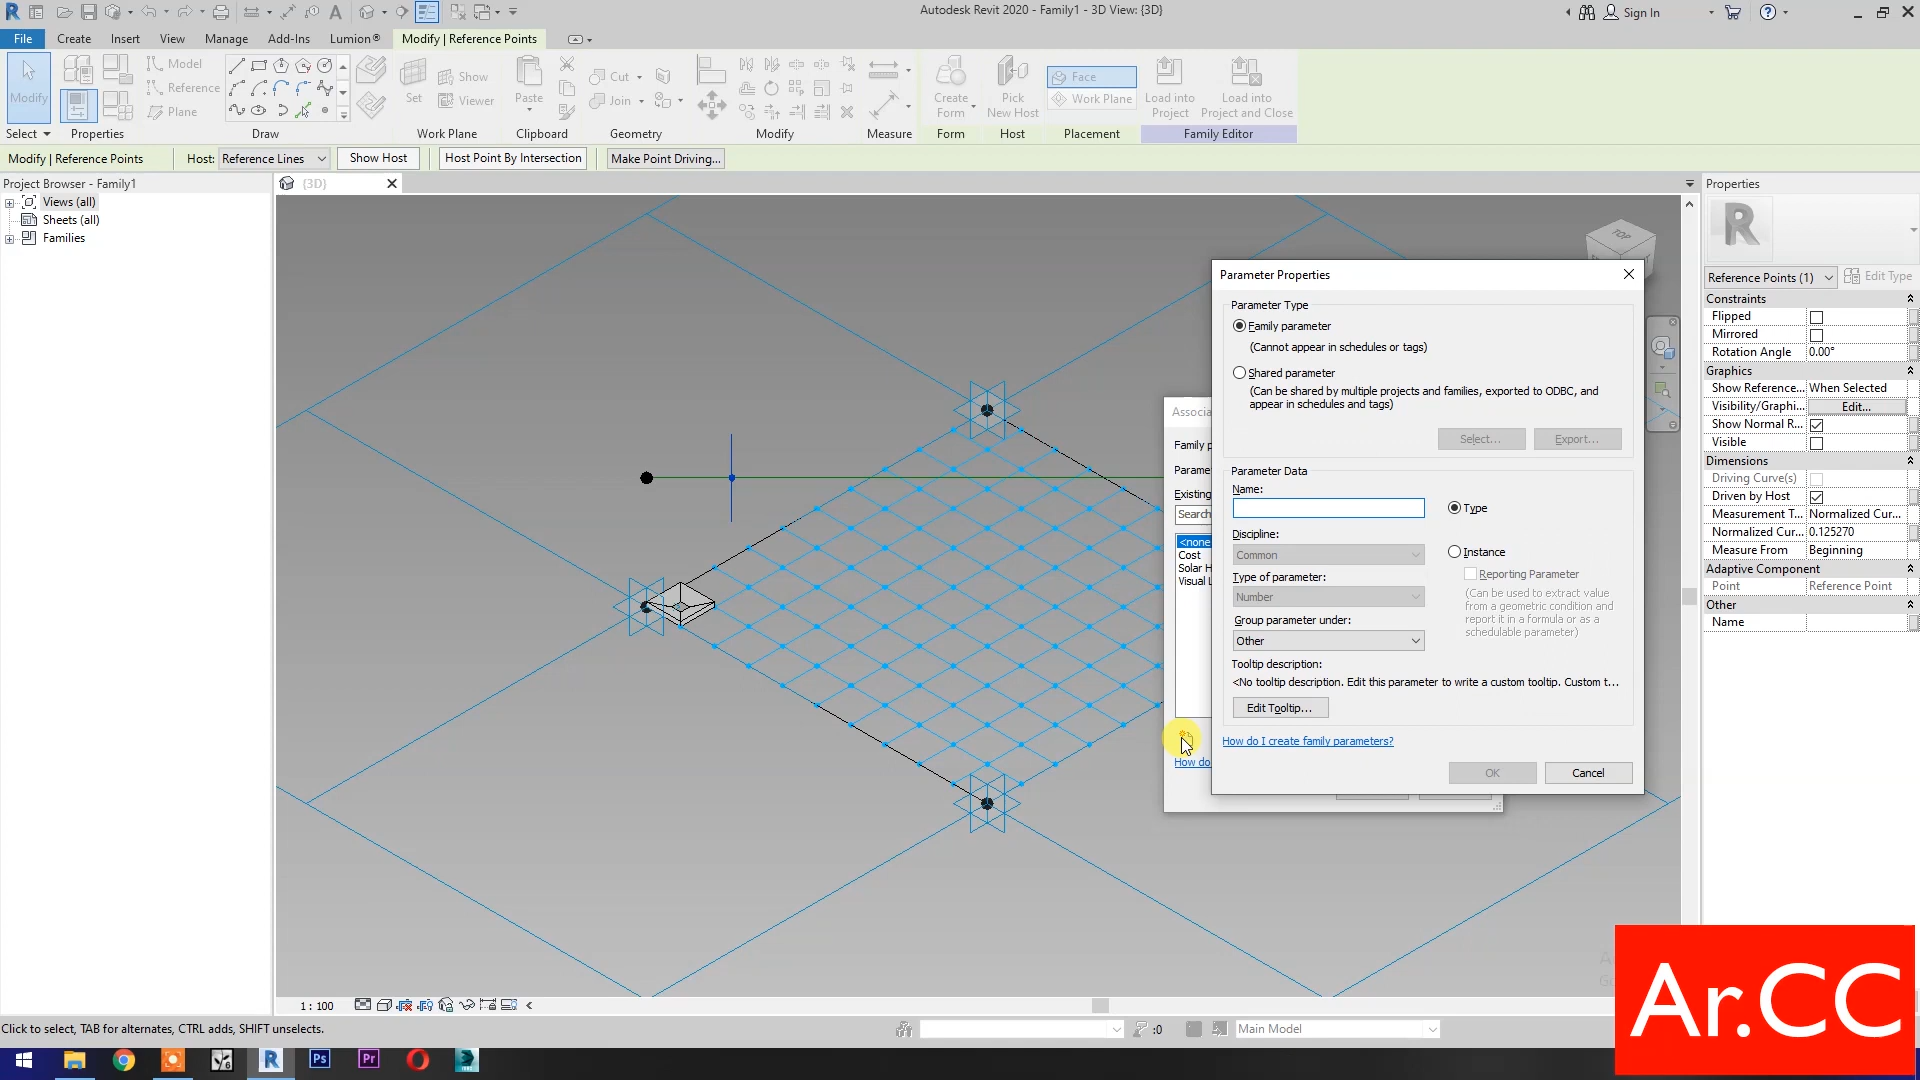 Autodesk Revit 2020 - Family1 - 3D View: {3D}
Sign In
File Create Insert View Manage Add-Ins Lumion® Modify | Reference Points
Modify
Model
Reference
Plane
Set
Show
Viewer
Paste
Cut
Join
Create Form
Pick New Host
Face
Work Plane
Load into Project
Load into Project and Close
Select Properties Draw Work Plane Clipboard Geometry Modify Measure Form Host Placement Family Editor
Modify | Reference Points Host: Reference Lines Show Host Host Point By Intersection Make Point Driving...
Project Browser - Family1
Views (all)
Sheets (all)
Families
{3D}
TOP
Associ
Family p
Parame
Existing
Search
<none
Cost
Solar H
Visual L
How do
Parameter Properties
Parameter Type
Family parameter
(Cannot appear in schedules or tags)
Shared parameter
(Can be shared by multiple projects and families, exported to ODBC, and
appear in schedules and tags)
Select... Export...
Parameter Data
Name:
Type
Discipline:
Common
Instance
Reporting Parameter
(Can be used to extract value
from a geometric condition and
report it in a formula or as a
schedulable parameter)
Type of parameter:
Number
Group parameter under:
Other
Tooltip description:
<No tooltip description. Edit this parameter to write a custom tooltip. Custom t...
Edit Tooltip...
How do I create family parameters?
OK Cancel
Properties
R
Reference Points (1) Edit Type
Constraints
Flipped
Mirrored
Rotation Angle 0.00°
Graphics
Show Reference... When Selected
Visibility/Graphi... Edit...
Show Normal R...
Visible
Dimensions
Driving Curve(s)
Driven by Host
Measurement T... Normalized Cur...
Normalized Cur... 0.125270
Measure From Beginning
Adaptive Component
Point Reference Point
Other
Name
1 : 100
Click to select, TAB for alternates, CTRL adds, SHIFT unselects.
:0
Main Model
R Ps Pr
Ar.CC